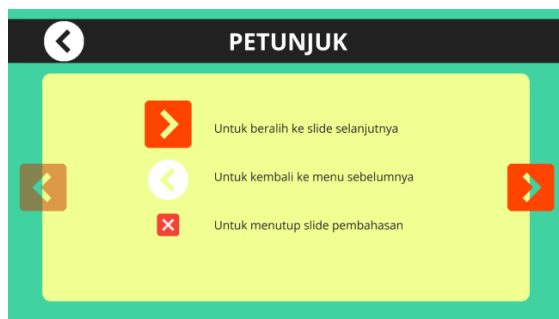 PETUNJUK
Untuk beralih ke slide selanjutnya
Untuk kembali ke menu sebelumnya
Untuk menutup slide pembahasan